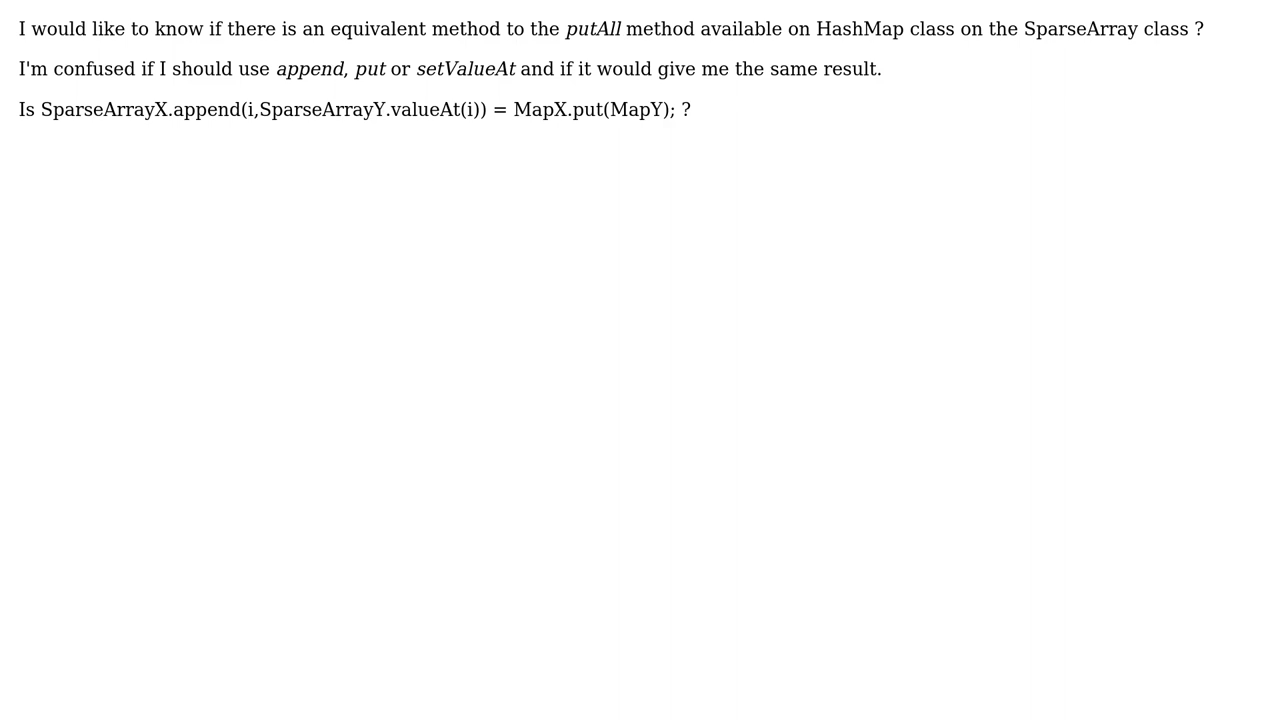 I would like to know if there is an equivalent method to the putAll method available on HashMap class on the SparseArray class ?
I'm confused if I should use append, put or setValueAt and if it would give me the same result.
Is SparseArrayX.append(i,SparseArrayY.valueAt(i)) = MapX.put(MapY); ?